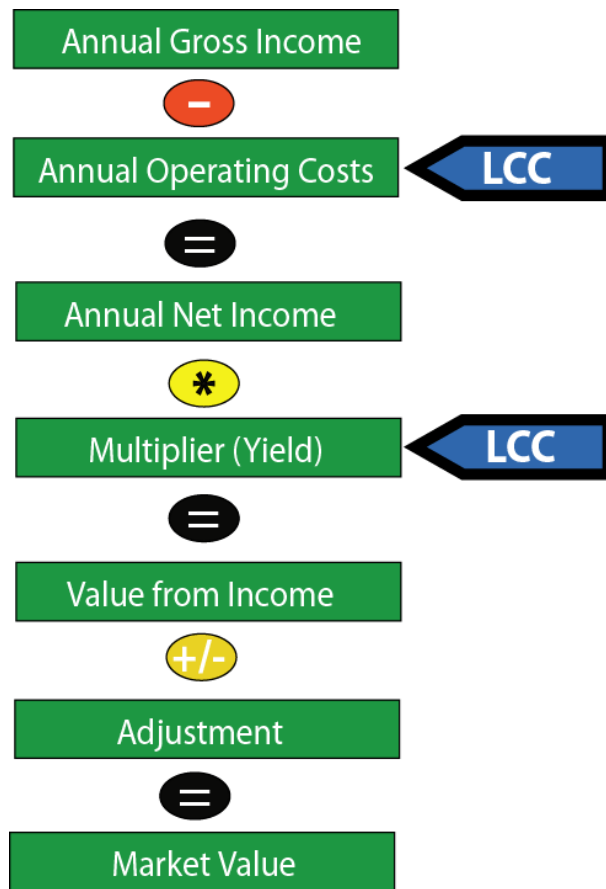 Annual Gross Income
-
Annual Operating Costs
LCC
=
Annual Net Income
*
Multiplier (Yield)
LCC
=
Value from Income
+/-
Adjustment
=
Market Value